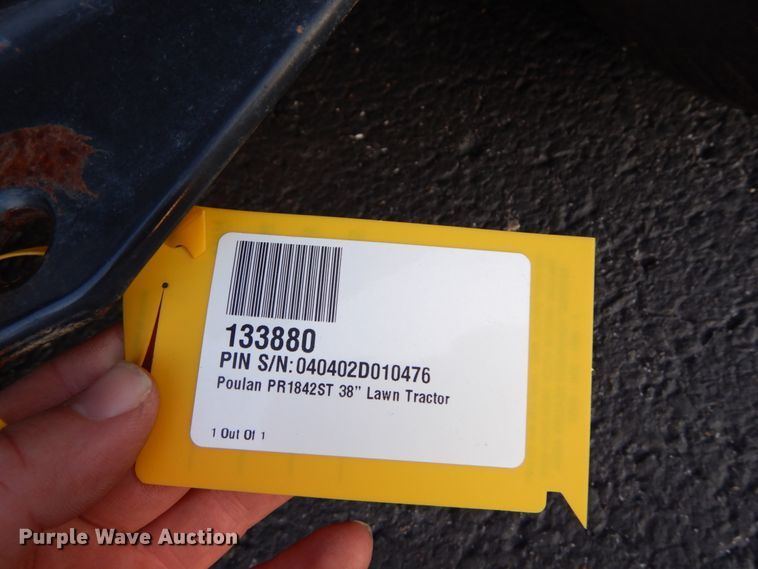 133880
PIN S/N: 040402D010476
Poulan PR1842ST 38" Lawn Tractor
1 Out Of 1
Purple Wave Auction